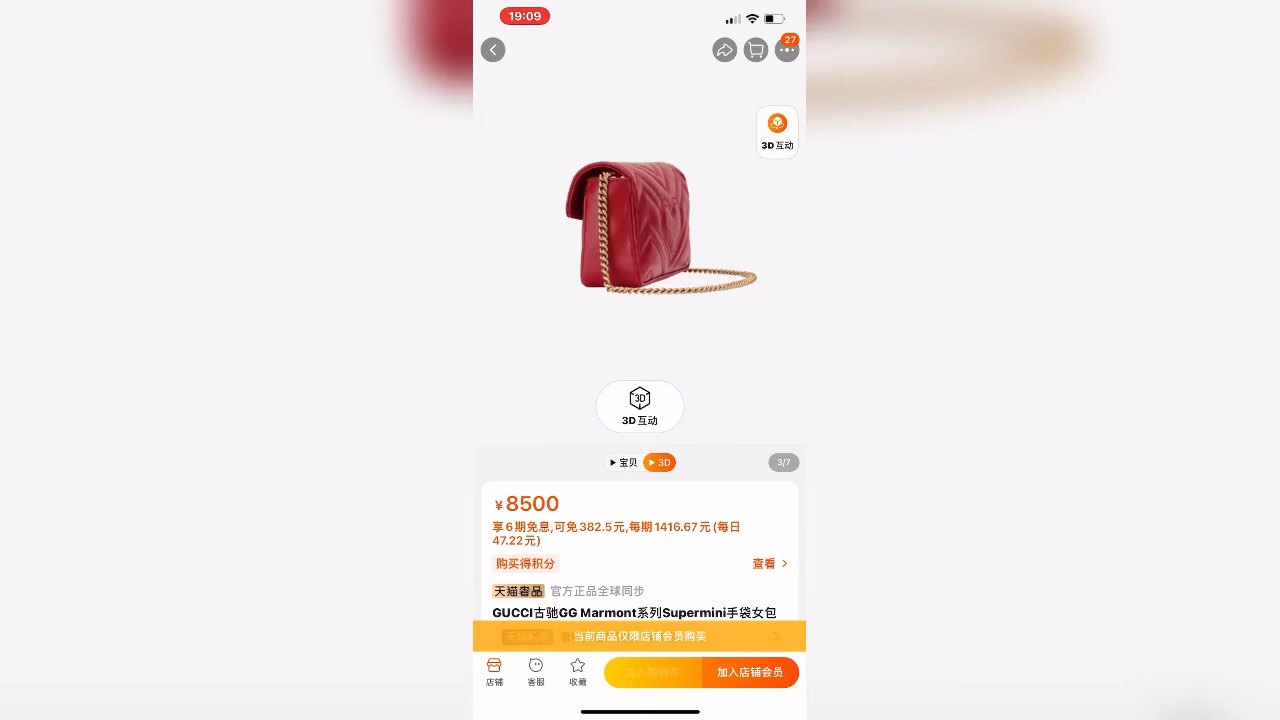 19:09
27
3D互动
3D
3D互动
宝贝
3D
3/7
¥8500
享6期免息,可免382.5元,每期1416.67元(每日
47.22元)
购买得积分
查看
天猫奢品 官方正品全球同步
GUCCI古驰GG Marmont系列Supermini手袋女包
当前商品仅限店铺会员购买
店铺
客服
收藏
加入购物车
加入店铺会员